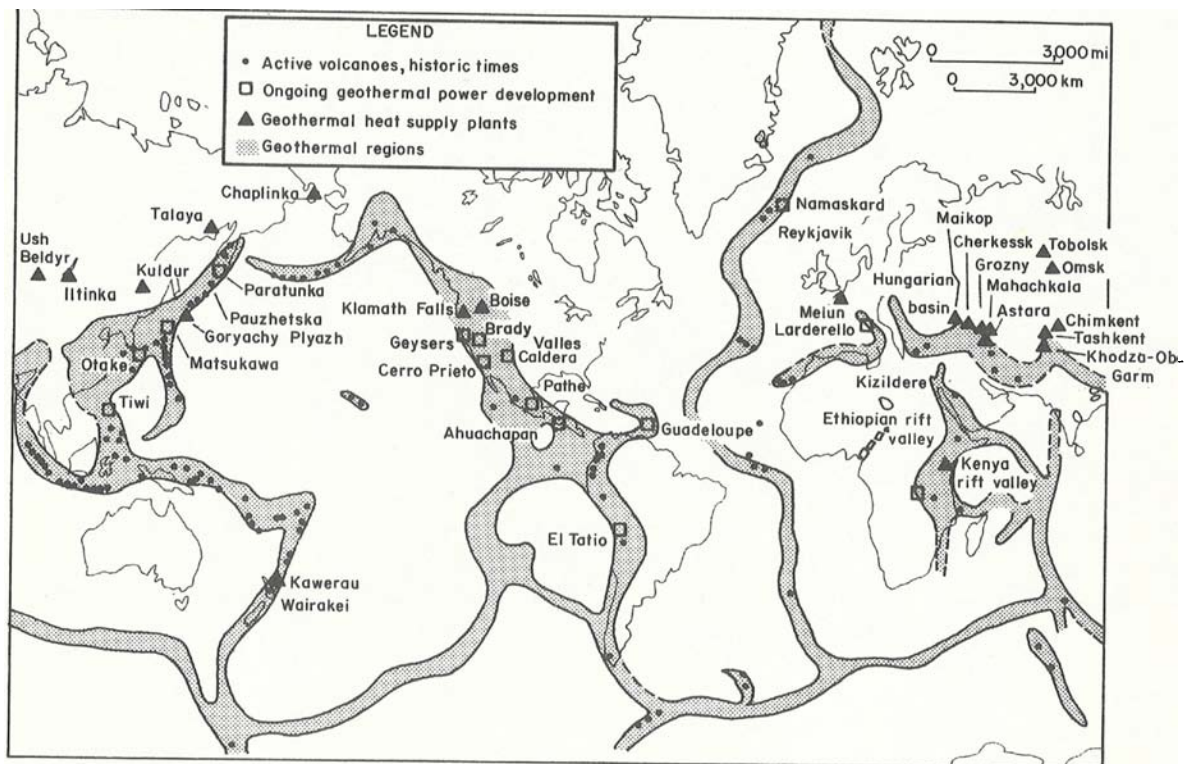 LEGEND
Active volcanoes, historic times
Ongoing geothermal power development
Geothermal heat supply plants
Geothermal regions
0 3,000 mi
0 3,000 km
Chaplinka
Talaya
Ush
Beldyr
Iltinka
Kuldur
Paratunka
Pauzhetska
Goryachy Plyazh
Matsukawa
Otake
Tiwi
Kawerau
Wairakei
Klamath Falls
Boise
Geysers
Brady
Valles
Caldera
Cerro Prieto
Pathe
Ahuachapan
Guadeloupe
El Tatio
Namaskard
Reykjavik
Maikop
Cherkessk
Tobolsk
Grozny
Omsk
Hungarian
basin
Mahachkala
Melun
Larderello
Astara
Chimkent
Tashkent
Khodza-Ob-
Garm
Kizildere
Ethiopian rift
valley
Kenya
rift valley